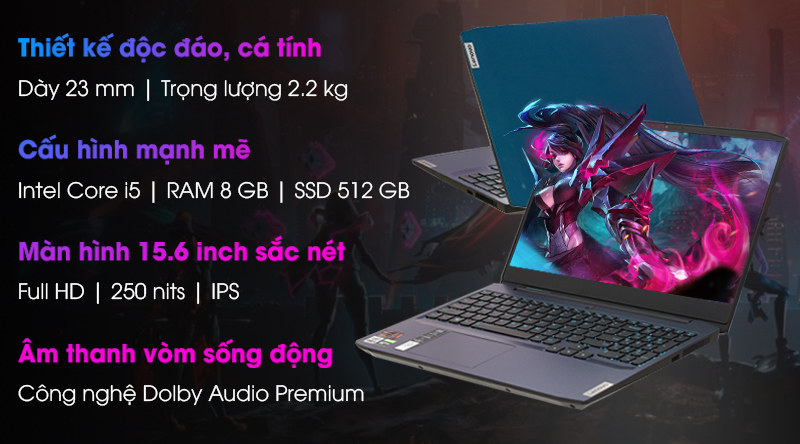 Thiết kế độc đáo, cá tính
Dày 23 mm | Trọng lượng 2.2 kg
Cấu hình mạnh mẽ
Intel Core i5 | RAM 8 GB | SSD 512 GB
Màn hình 15.6 inch sắc nét
Full HD | 250 nits | IPS
Âm thanh vòm sống động
Công nghệ Dolby Audio Premium
Lenovo